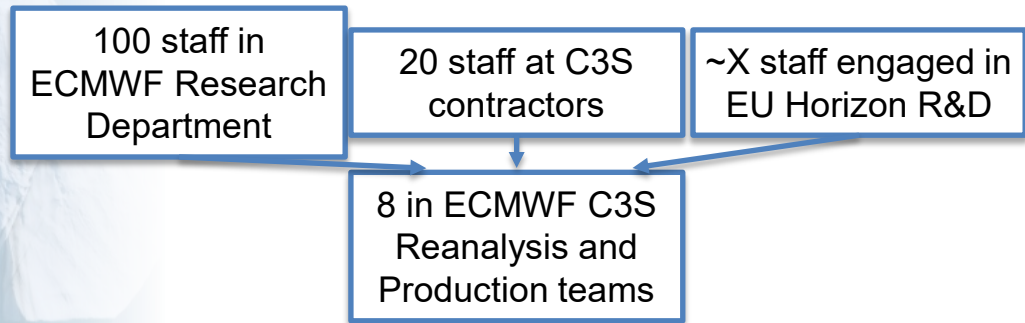 100 staff in
ECMWF Research
Department
20 staff at C3S
contractors
~X staff engaged in
EU Horizon R&D
8 in ECMWF C3S
Reanalysis and
Production teams